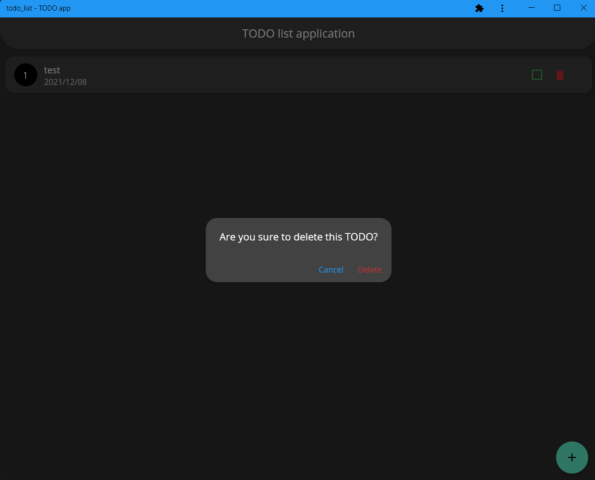 todo_list - TODO app
TODO list application
1
test
2021/12/08
Are you sure to delete this TODO?
Cancel Delete
+